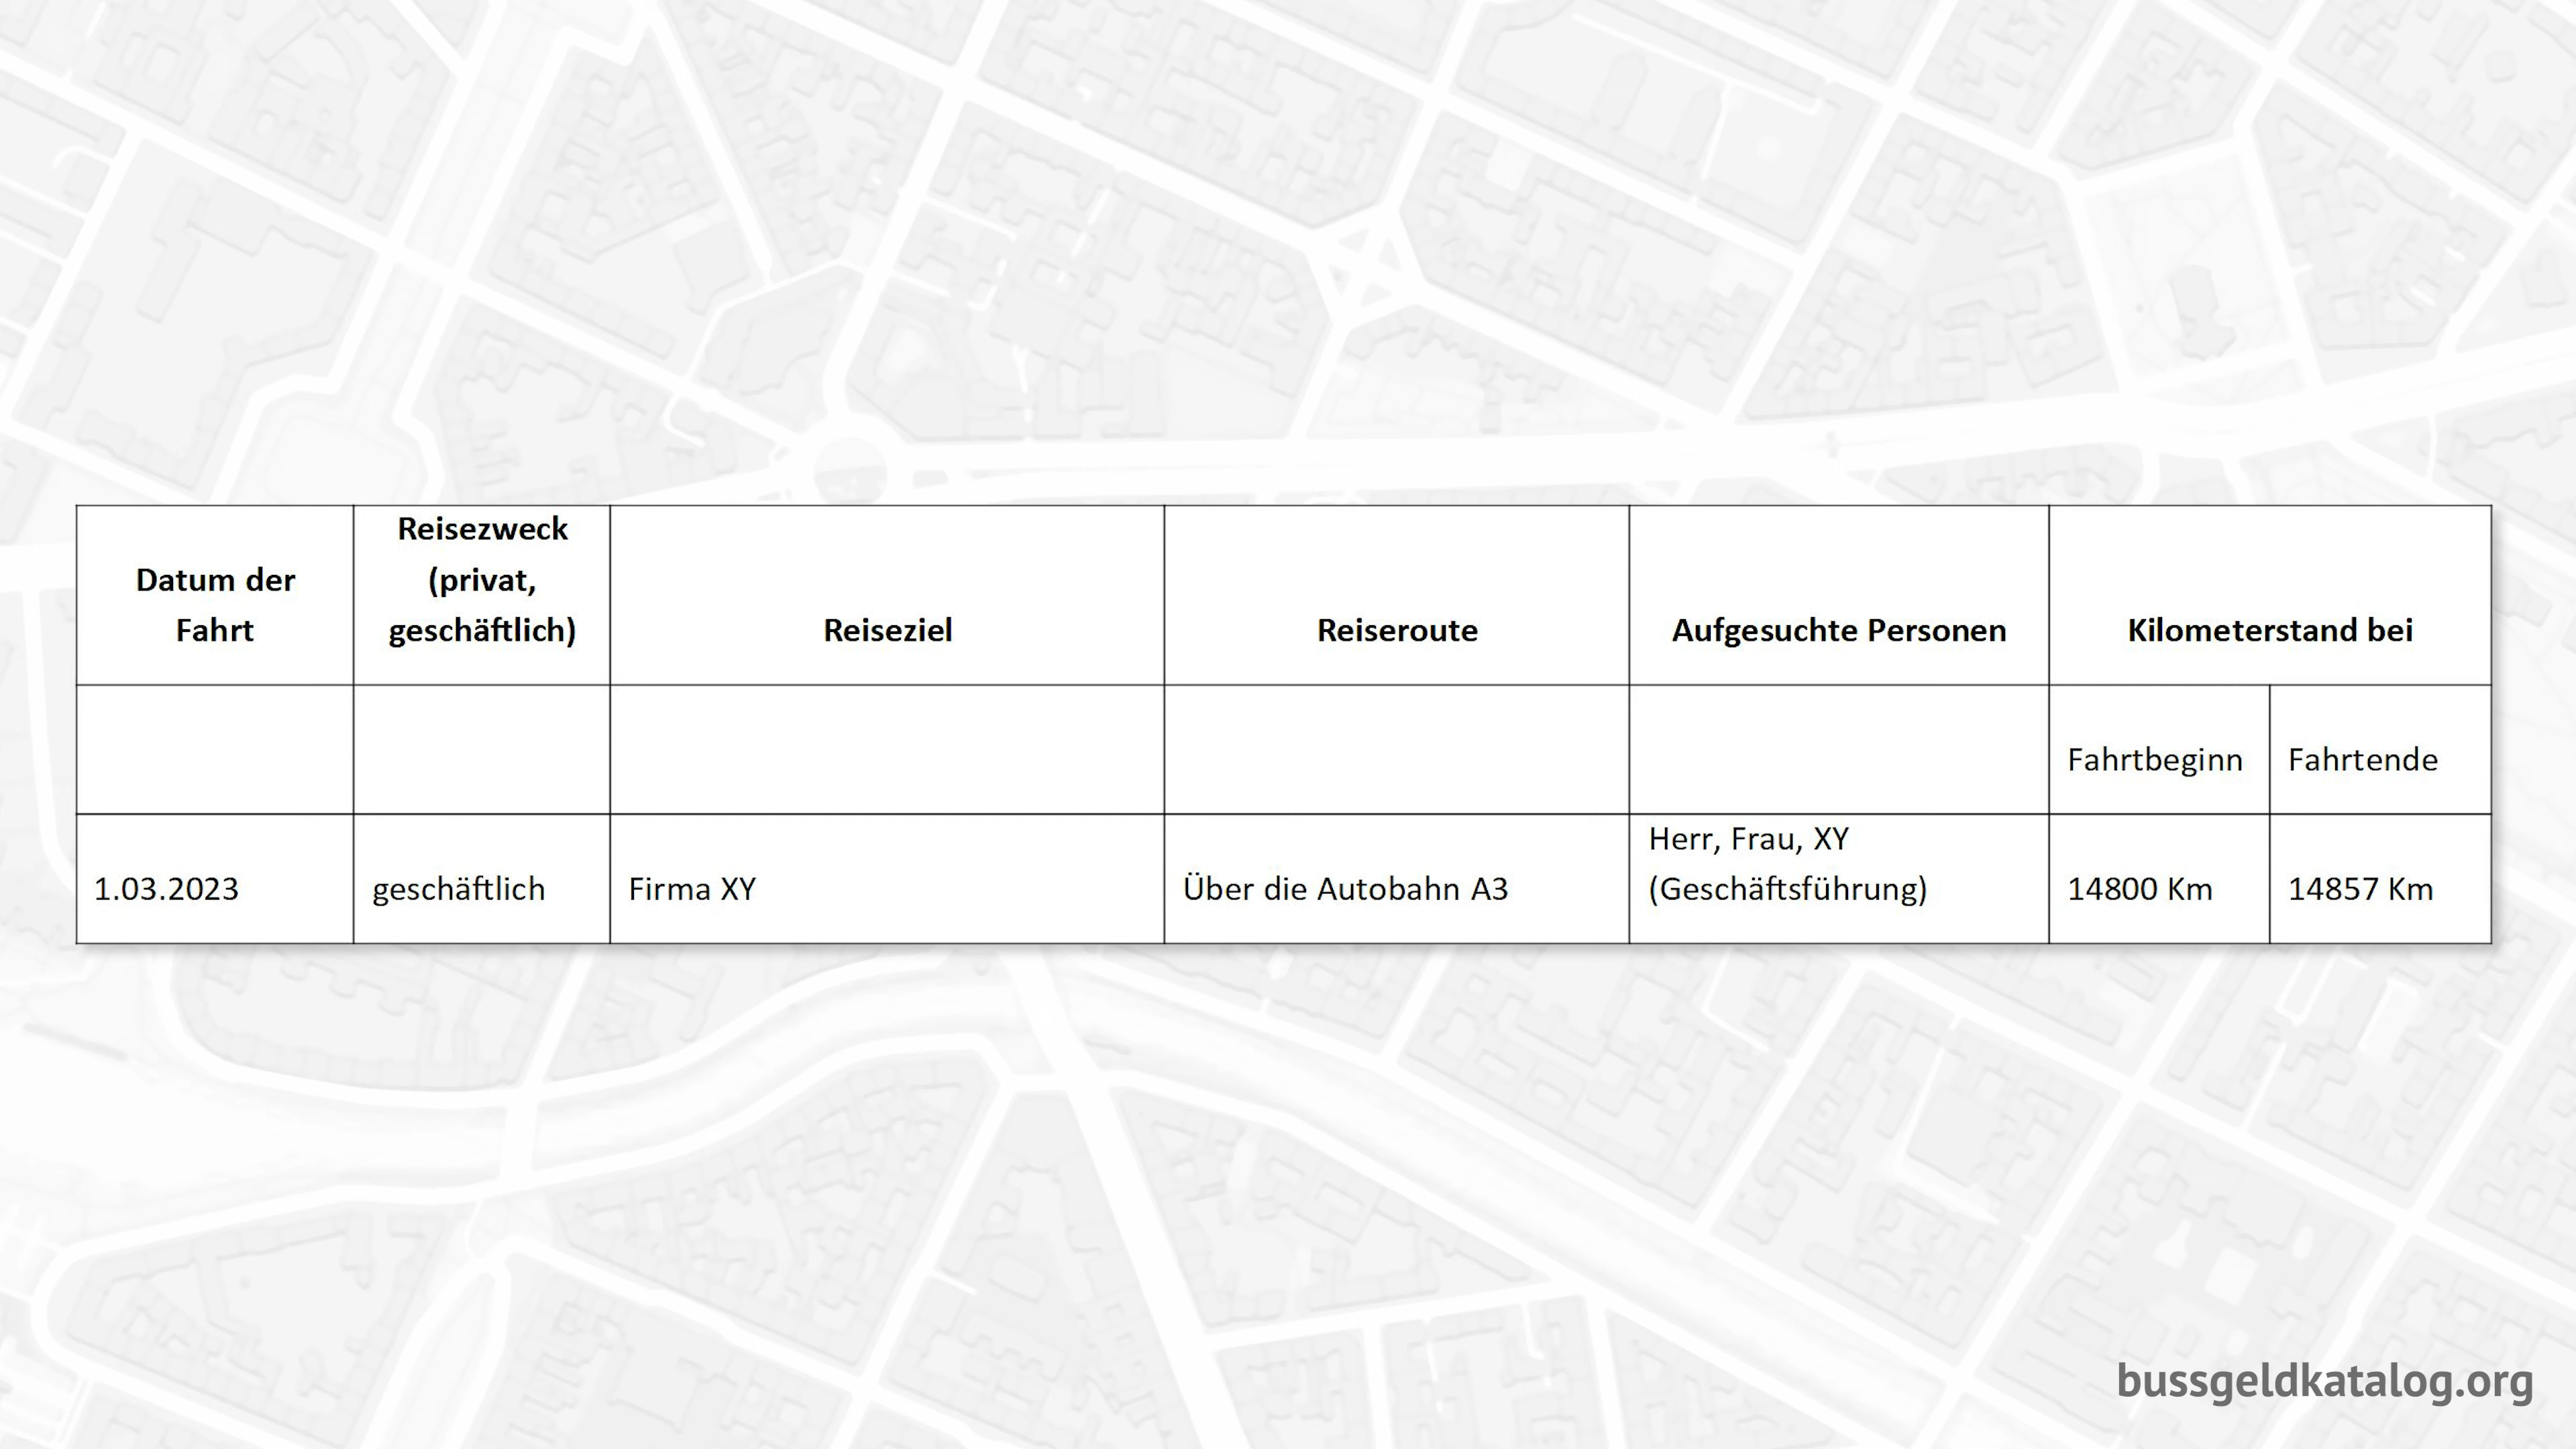 Datum der
Fahrt
Reisezweck
(privat,
geschäftlich)
Reiseziel
Reiseroute
Aufgesuchte Personen
Kilometerstand bei
Fahrtbeginn
Fahrtende
1.03.2023
geschäftlich
Firma XY
Über die Autobahn A3
Herr, Frau, XY
(Geschäftsführung)
14800 Km
14857 Km
bussgeldkatalog.org